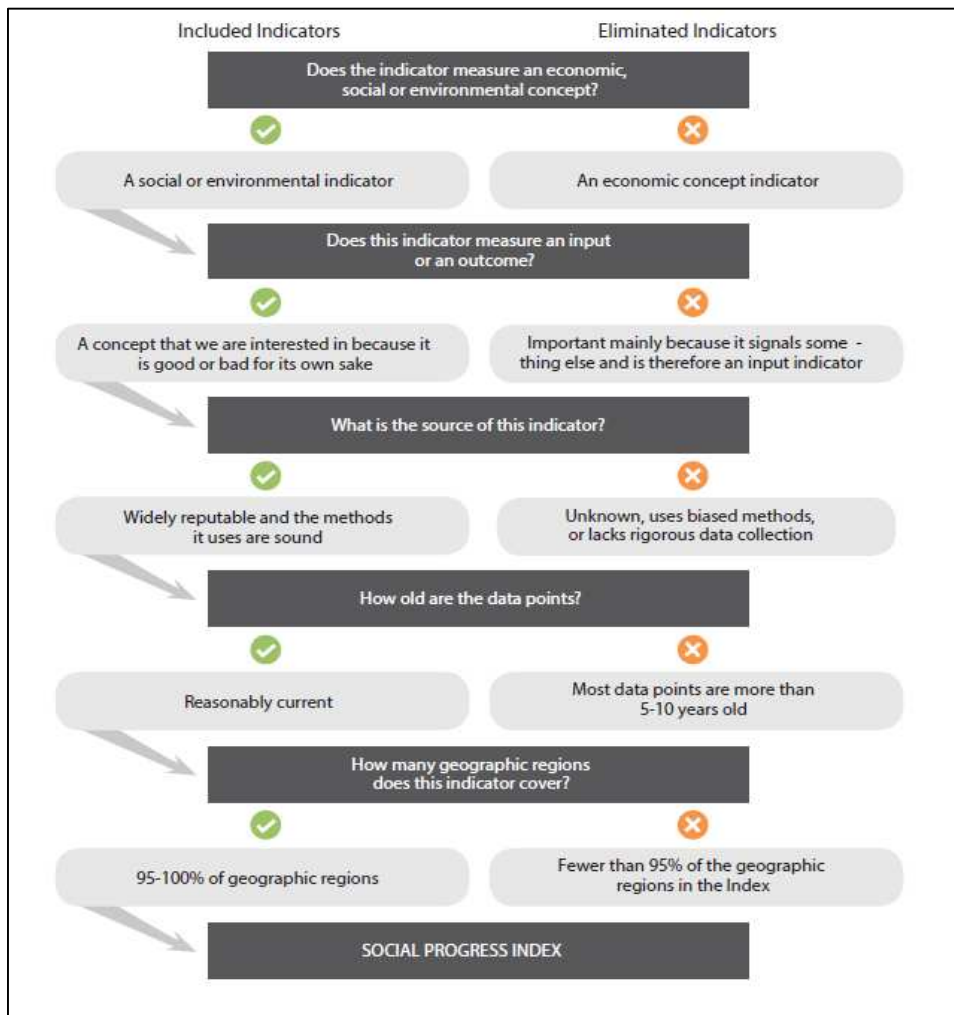 Included Indicators
Eliminated Indicators
Does the indicator measure an economic,
social or environmental concept?
A social or environmental indicator
An economic concept indicator
Does this indicator measure an input
or an outcome?
A concept that we are interested in because it
is good or bad for its own sake
Important mainly because it signals some -
thing else and is therefore an input indicator
What is the source of this indicator?
Widely reputable and the methods
it uses are sound
Unknown, uses biased methods,
or lacks rigorous data collection
How old are the data points?
Reasonably current
Most data points are more than
5-10 years old
How many geographic regions
does this indicator cover?
95-100% of geographic regions
Fewer than 95% of the geographic
regions in the Index
SOCIAL PROGRESS INDEX